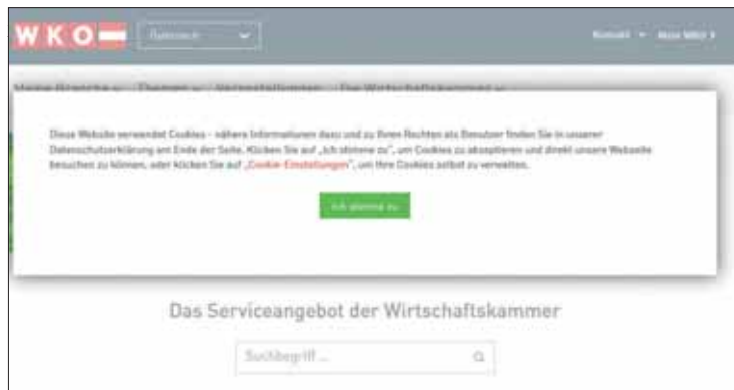 WKO
Österreich
Kontakt Mein WKO
Meine Branche Themen Veranstaltungen Die Wirtschaftskammer
Diese Website verwendet Cookies - nähere Informationen dazu und zu Ihren Rechten als Benutzer finden Sie in unserer
Datenschutzerklärung am Ende der Seite. Klicken Sie auf „Ich stimme zu", um Cookies zu akzeptieren und direkt unsere Webseite
besuchen zu können, oder klicken Sie auf „Cookie-Einstellungen", um Ihre Cookies selbst zu verwalten.
Ich stimme zu
Das Serviceangebot der Wirtschaftskammer
Suchbegriff ...